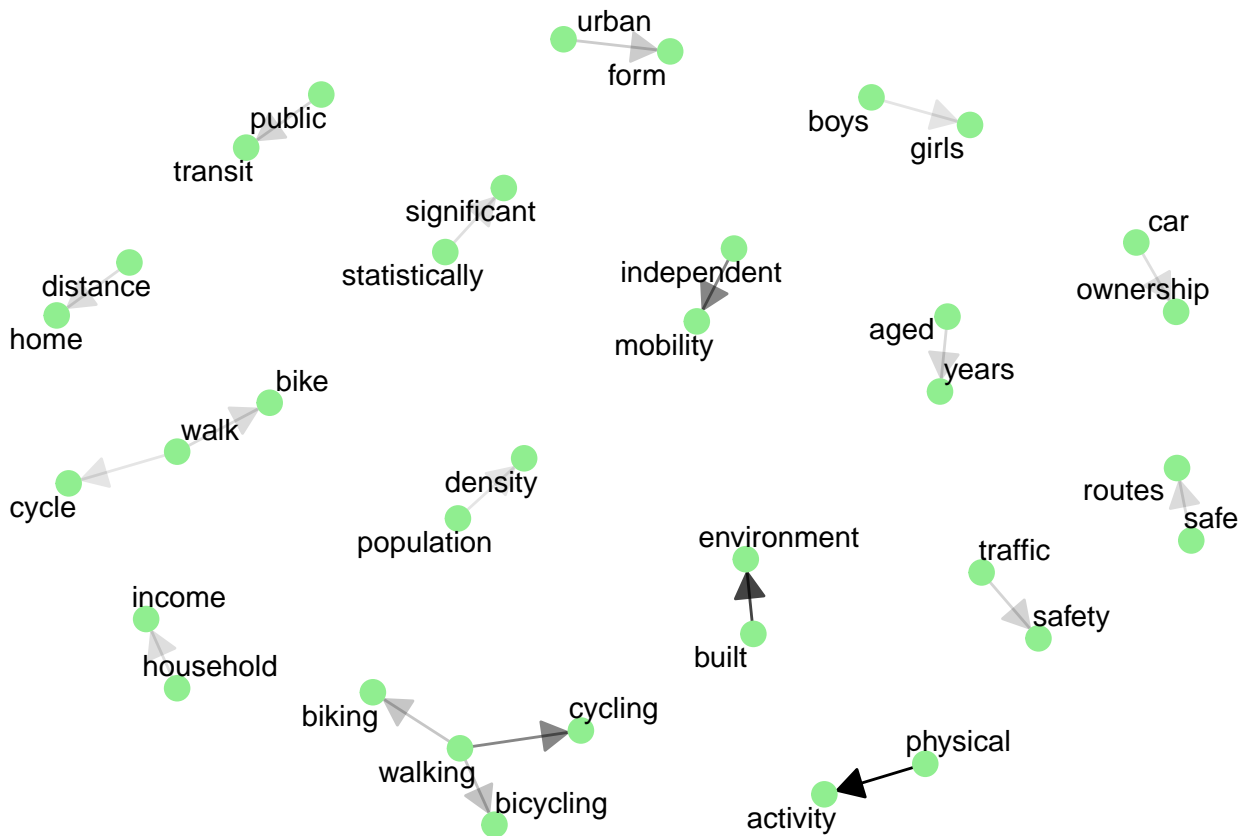 urban
form
public
transit
boys
girls
significant
statistically
car
ownership
independent
mobility
distance
home
aged
years
bike
walk
cycle
density
population
routes
safe
environment
built
traffic
safety
income
household
biking
cycling
walking
bicycling
physical
activity